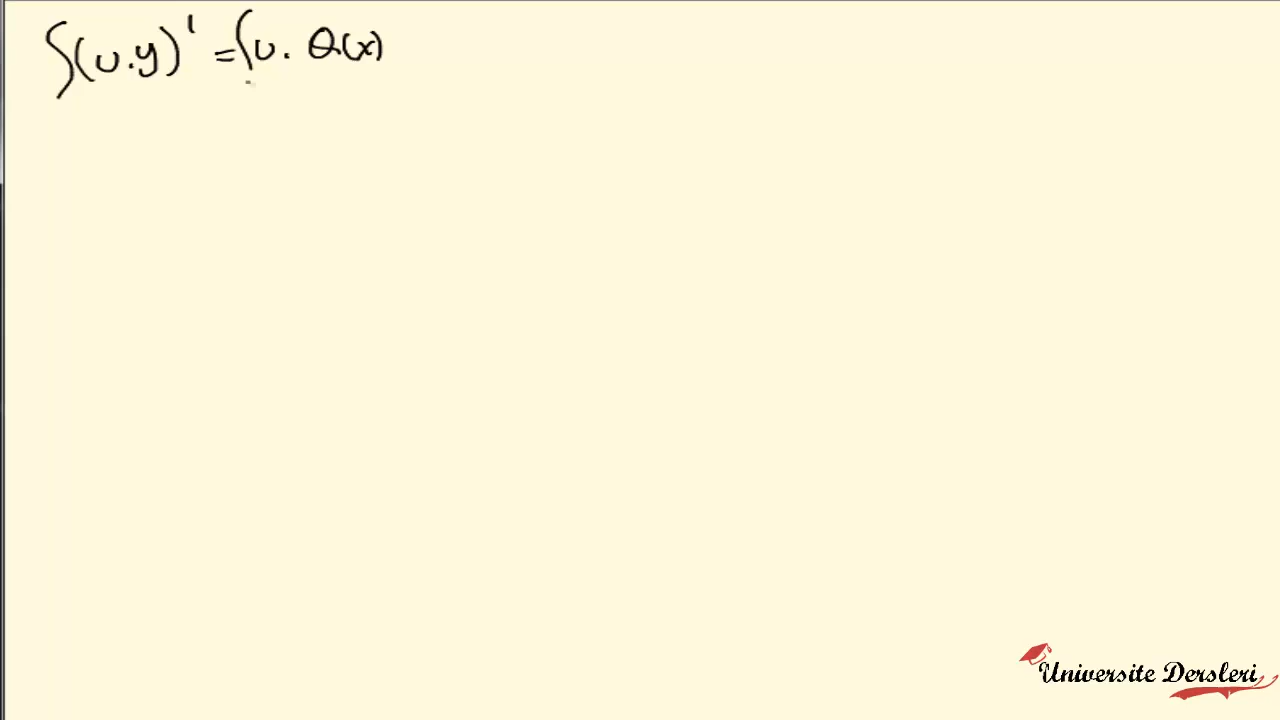 ∫(u.y)' = ∫u. Q(x)
Universite Dersleri